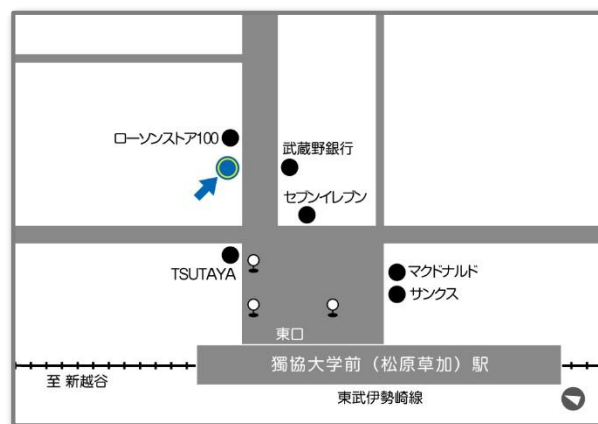 ローソンストア100
武蔵野銀行
セブンイレブン
TSUTAYA
マクドナルド
サンクス
東口
獨協大学前（松原草加）駅
至 新越谷
東武伊勢崎線